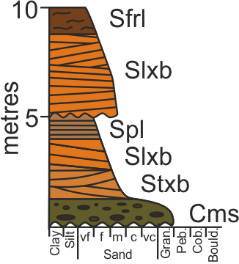 10
Sfrl
Slxb
metres
5
Spl
Slxb
Stxb
Cms
Clay
Silt
vf
f
m
c
vc
Gran.
Peb.
Cob.
Bould.
Sand